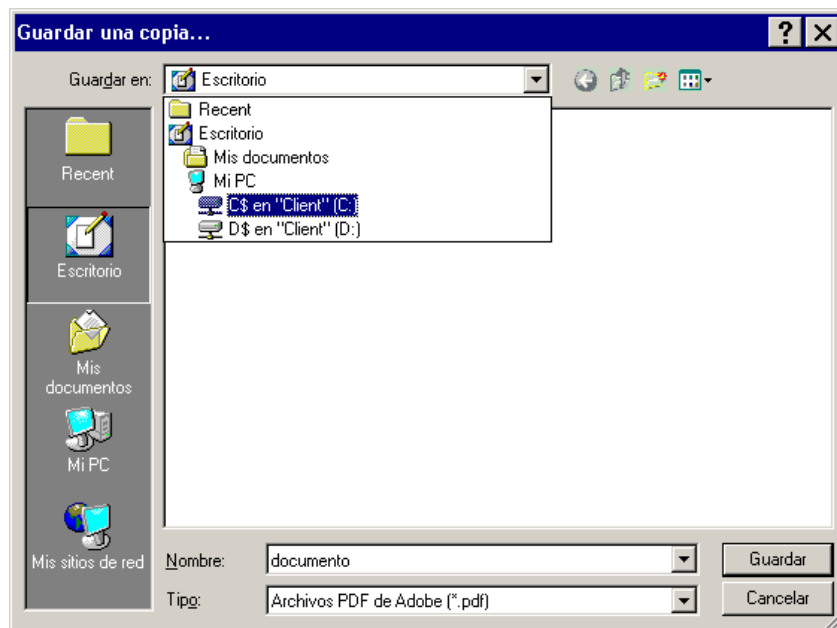 Guardar una copia...
Guardar en: Escritorio
Recent
Escritorio
Mis documentos
Mi PC
C$ en "Client" (C:)
D$ en "Client" (D:)
Recent
Escritorio
Mis
documentos
Mi PC
Mis sitios de red
Nombre: documento Guardar
Tipo: Archivos PDF de Adobe (*.pdf) Cancelar